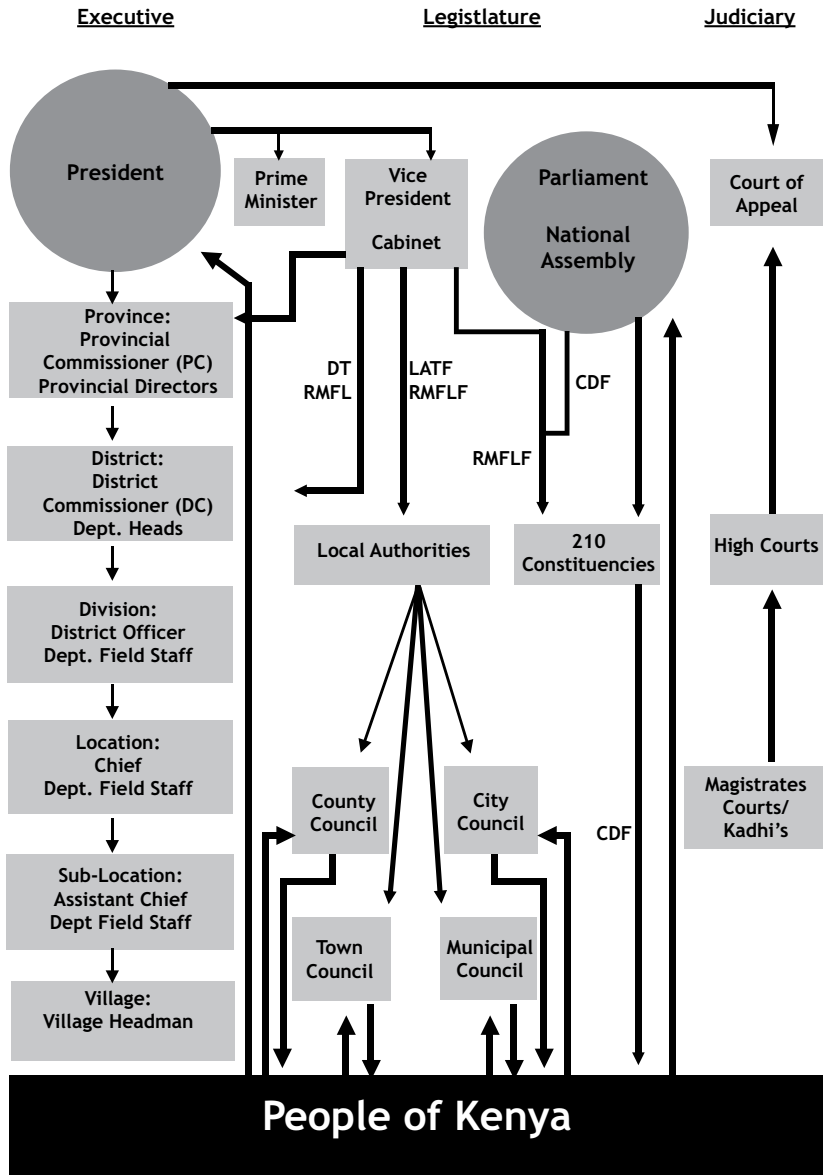 Executive
Legistlature
Judiciary
President
Prime
Minister
Vice
President
Cabinet
Parliament
National
Assembly
Court of
Appeal
Province:
Provincial
Commissioner (PC)
Provincial Directors
DT
RMFL
LATF
RMFLF
CDF
RMFLF
District:
District
Commissioner (DC)
Dept. Heads
Local Authorities
210
Constituencies
High Courts
Division:
District Officer
Dept. Field Staff
Location:
Chief
Dept. Field Staff
County
Council
City
Council
CDF
Magistrates
Courts/
Kadhi's
Sub-Location:
Assistant Chief
Dept Field Staff
Town
Council
Municipal
Council
Village:
Village Headman
People of Kenya